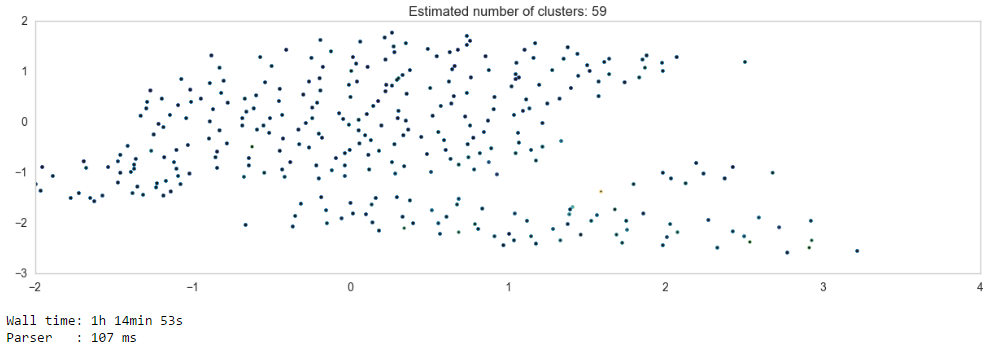 Estimated number of clusters: 59
2
1
0
−1
−2
−3
−2 −1 0 1 2 3 4
Wall time: 1h 14min 53s
Parser   : 107 ms